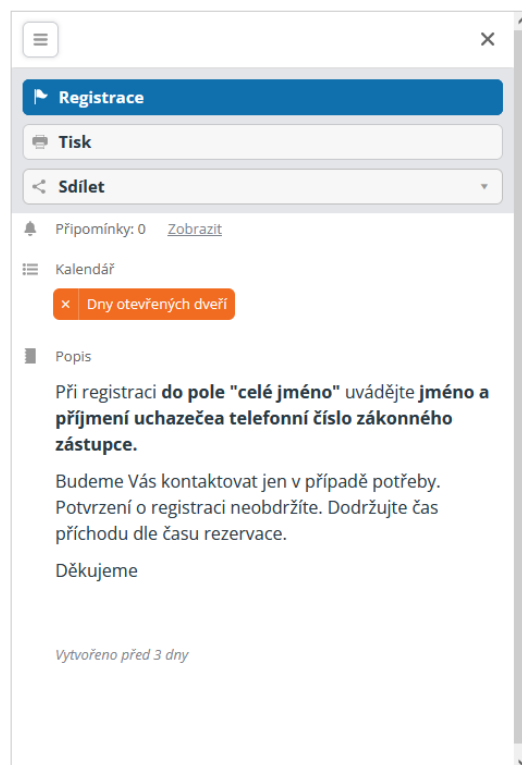 Registrace
Tisk
Sdílet
Připomínky: 0 Zobrazit
Kalendář
× Dny otevřených dveří
Popis
Při registraci do pole "celé jméno" uvádějte jméno a
příjmení uchazečea telefonní číslo zákonného
zástupce.
Budeme Vás kontaktovat jen v případě potřeby.
Potvrzení o registraci neobdržíte. Dodržujte čas
příchodu dle času rezervace.
Děkujeme
Vytvořeno před 3 dny